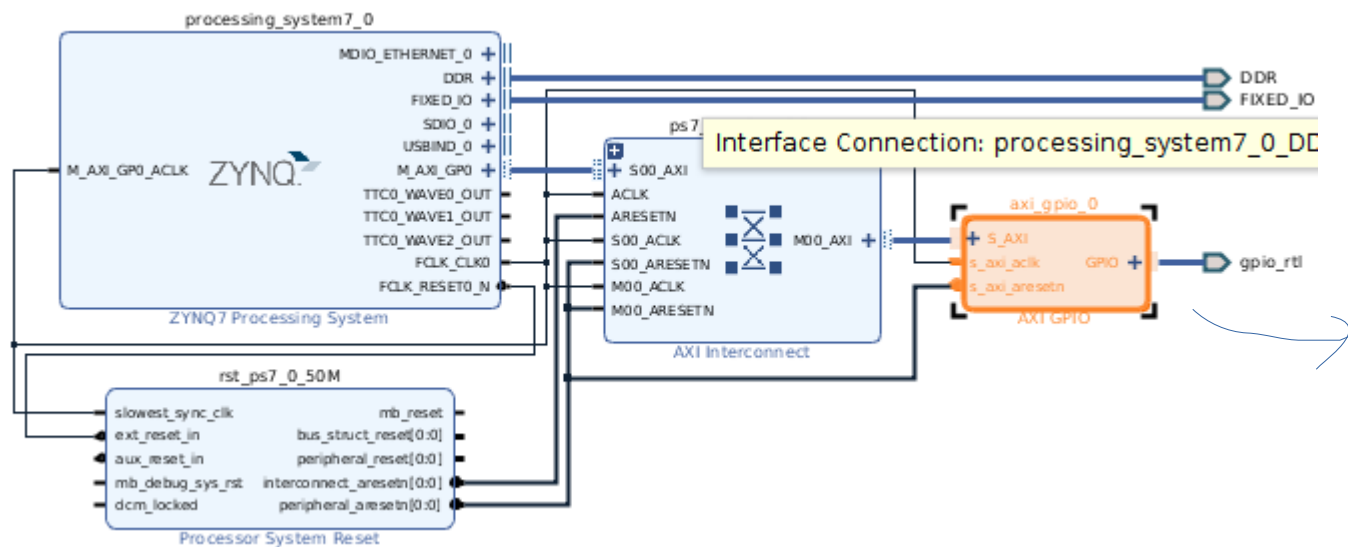 processing_system7_0
MDIO_ETHERNET_0
DDR
FIXED_IO
SDIO_0
USBIND_0
M_AXI_GP0
TTC0_WAVE0_OUT
TTC0_WAVE1_OUT
TTC0_WAVE2_OUT
FCLK_CLK0
FCLK_RESET0_N
M_AXI_GP0_ACLK
ZYNQ
ZYNQ7 Processing System
DDR
FIXED_IO
ps7_
Interface Connection: processing_system7_0_DD
S00_AXI
ACLK
ARESETN
S00_ACLK
S00_ARESETN
M00_ACLK
M00_ARESETN
M00_AXI
AXI Interconnect
axi_gpio_0
S_AXI
s_axi_aclk
s_axi_aresetn
GPIO
AXI GPIO
gpio_rtl
rst_ps7_0_50M
slowest_sync_clk
ext_reset_in
aux_reset_in
mb_debug_sys_rst
dcm_locked
mb_reset
bus_struct_reset[0:0]
peripheral_reset[0:0]
interconnect_aresetn[0:0]
peripheral_aresetn[0:0]
Processor System Reset